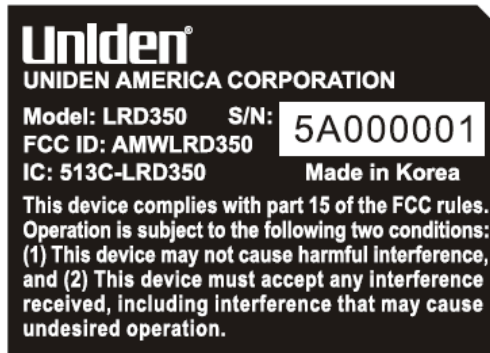 Uniden®
UNIDEN AMERICA CORPORATION
Model: LRD350 S/N: 5A000001
FCC ID: AMWLRD350
IC: 513C-LRD350 Made in Korea
This device complies with part 15 of the FCC rules.
Operation is subject to the following two conditions:
(1) This device may not cause harmful interference,
and (2) This device must accept any interference
received, including interference that may cause
undesired operation.